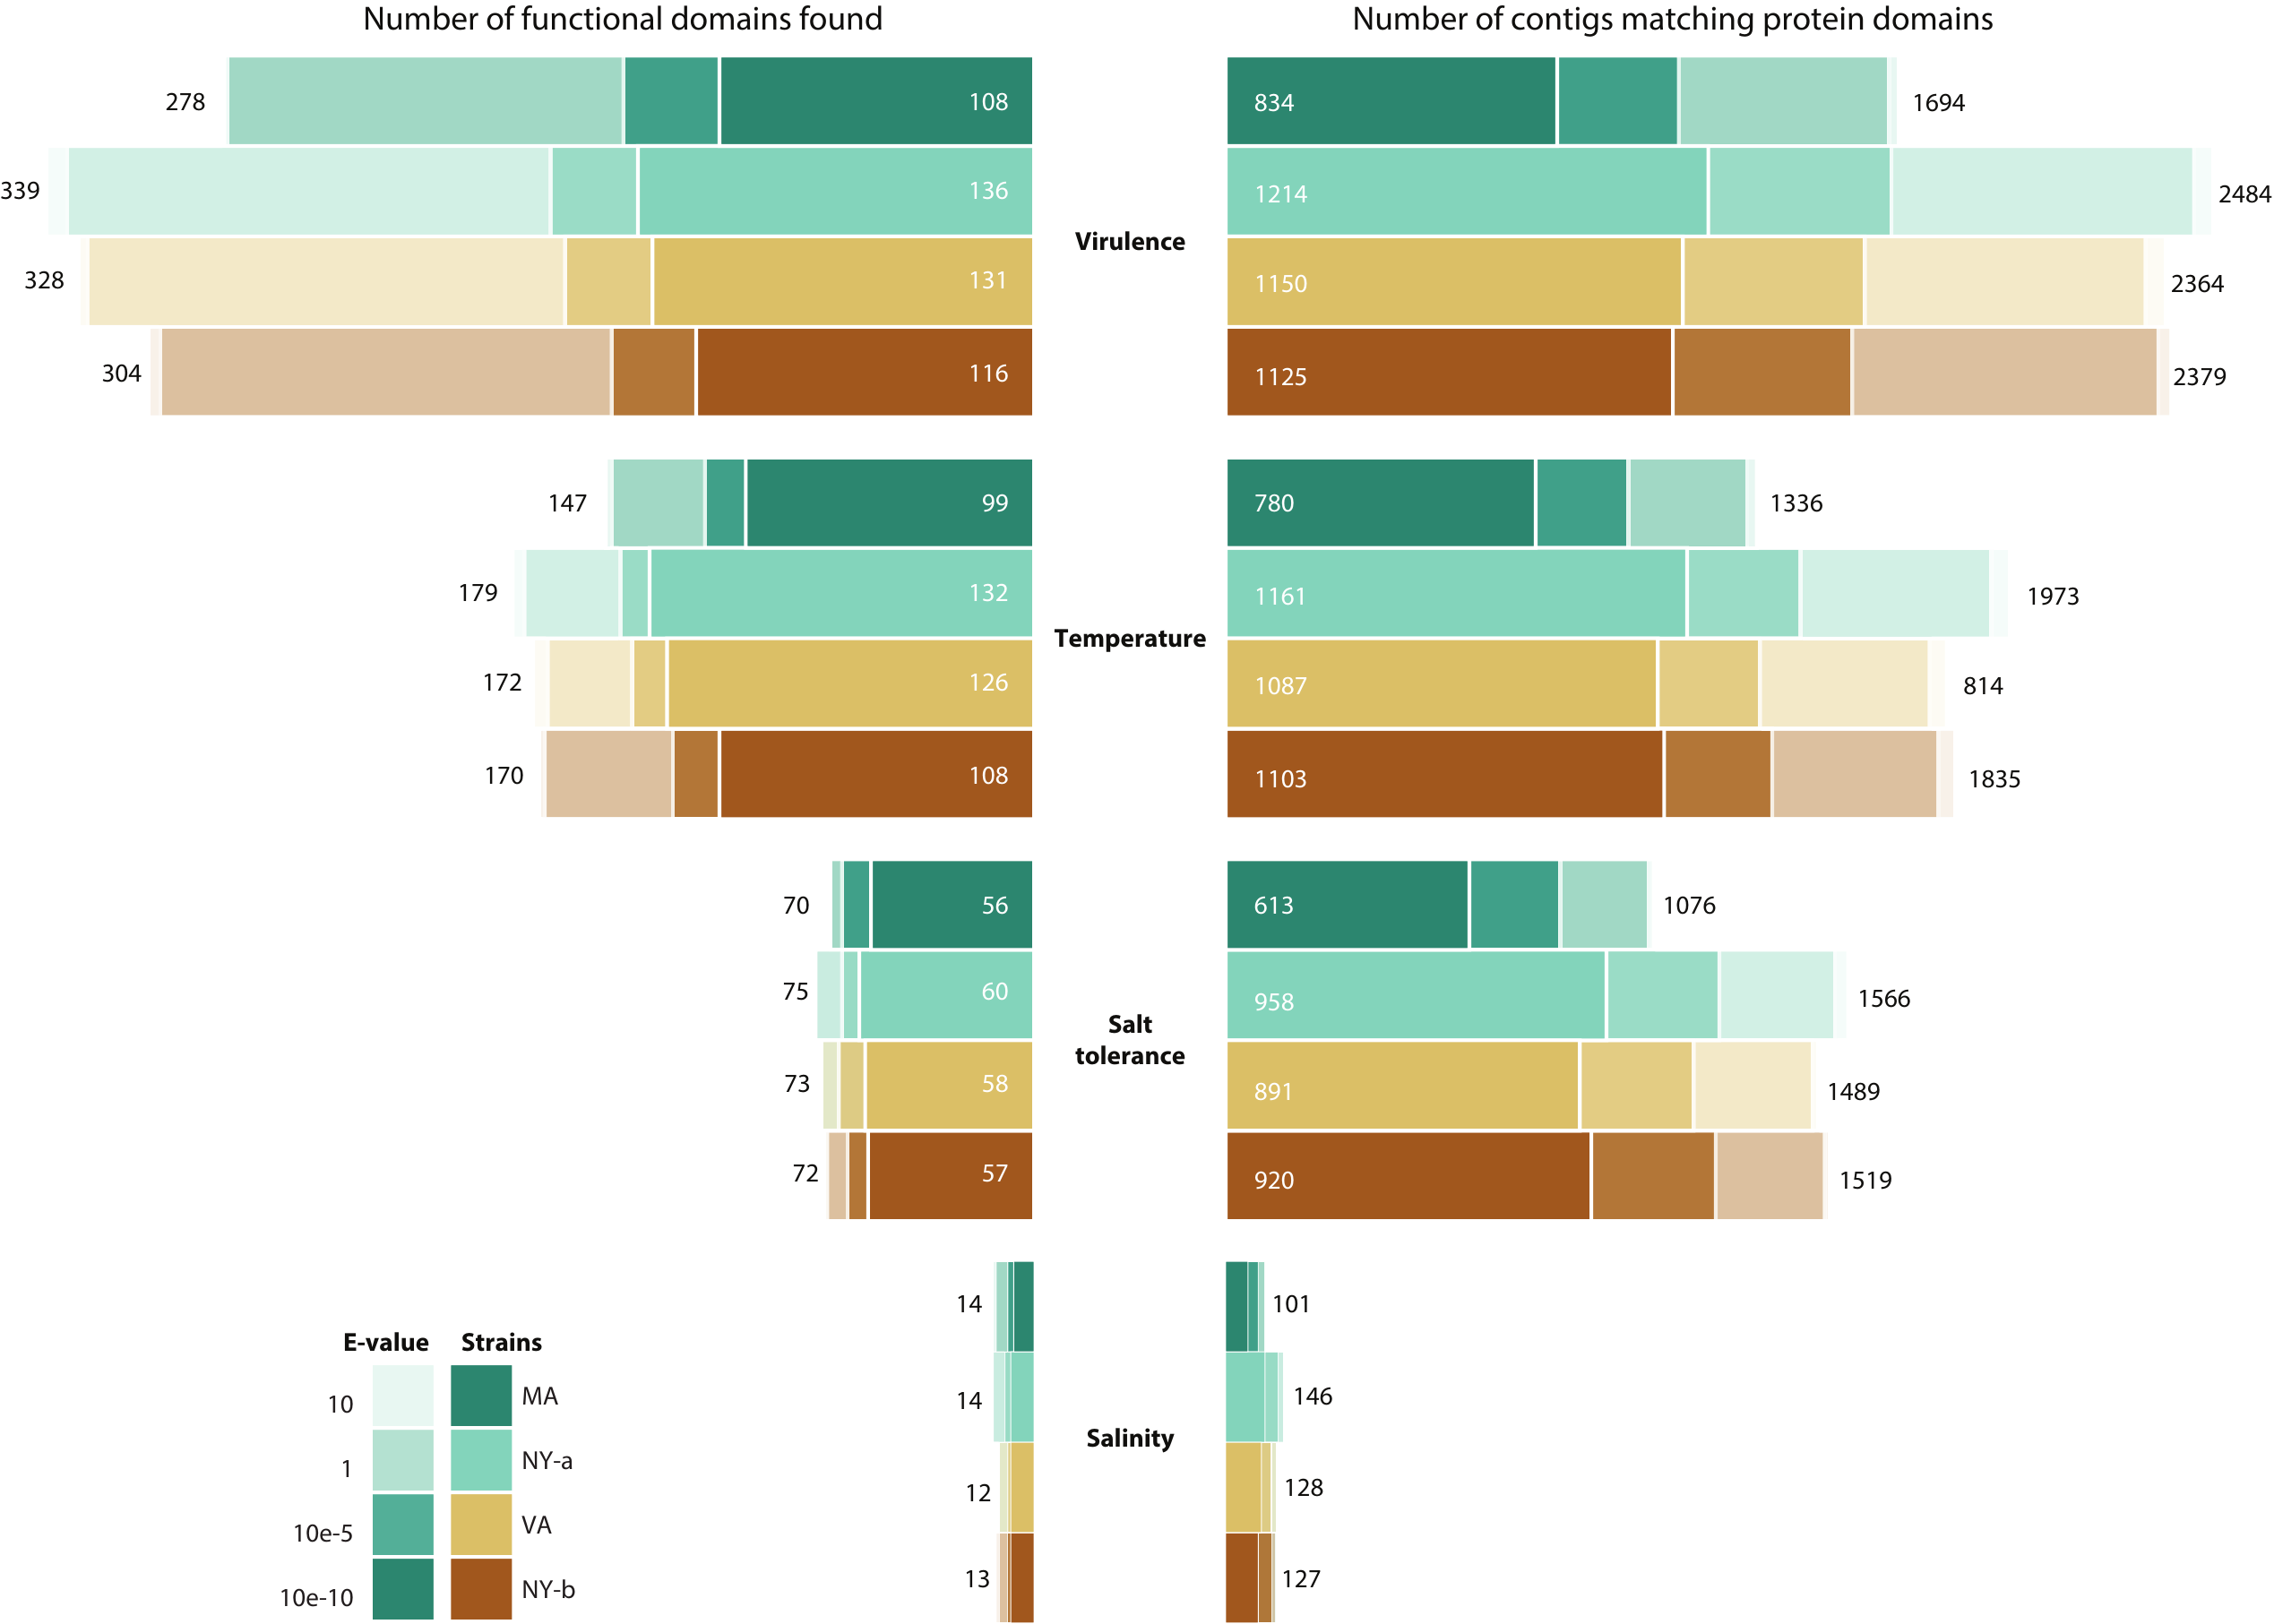 Number of functional domains found
Number of contigs matching protein domains
278 108 834 1694
339 136 1214 2484
Virulence
328 131 1150 2364
304 116 1125 2379
147 99 780 1336
179 132 1161 1973
Temperature
172 126 1087 814
170 108 1103 1835
70 56 613 1076
75 60 958 1566
Salt
tolerance
73 58 891 1489
72 57 920 1519
14 101
14 146
Salinity
12 128
13 127
E-value Strains
10 MA
1 NY-a
10e-5 VA
10e-10 NY-b